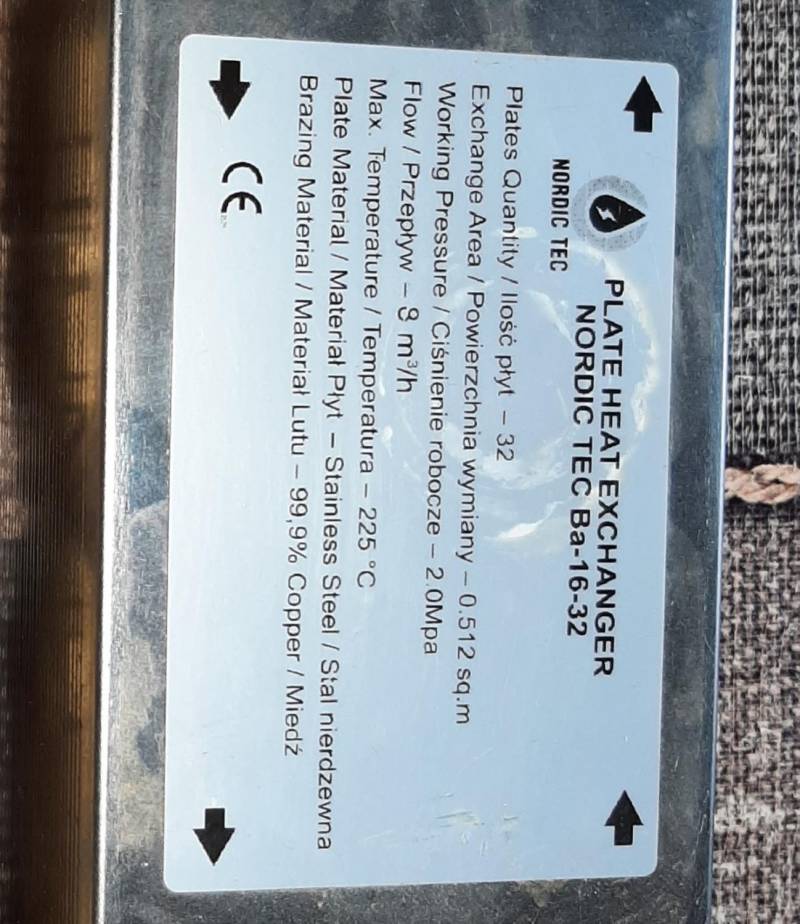 NORDIC TEC
PLATE HEAT EXCHANGER
NORDIC TEC Ba-16-32
Plates Quantity / Ilość płyt – 32
Exchange Area / Powierzchnia wymiany – 0.512 sq.m
Working Pressure / Ciśnienie robocze – 2.0Mpa
Flow / Przepływ – 9 m³/h
Max. Temperature / Temperatura – 225 °C
Plate Material / Materiał Płyt – Stainless Steel / Stal nierdzewna
Brazing Material / Materiał Lutu – 99,9% Copper / Miedź
CE